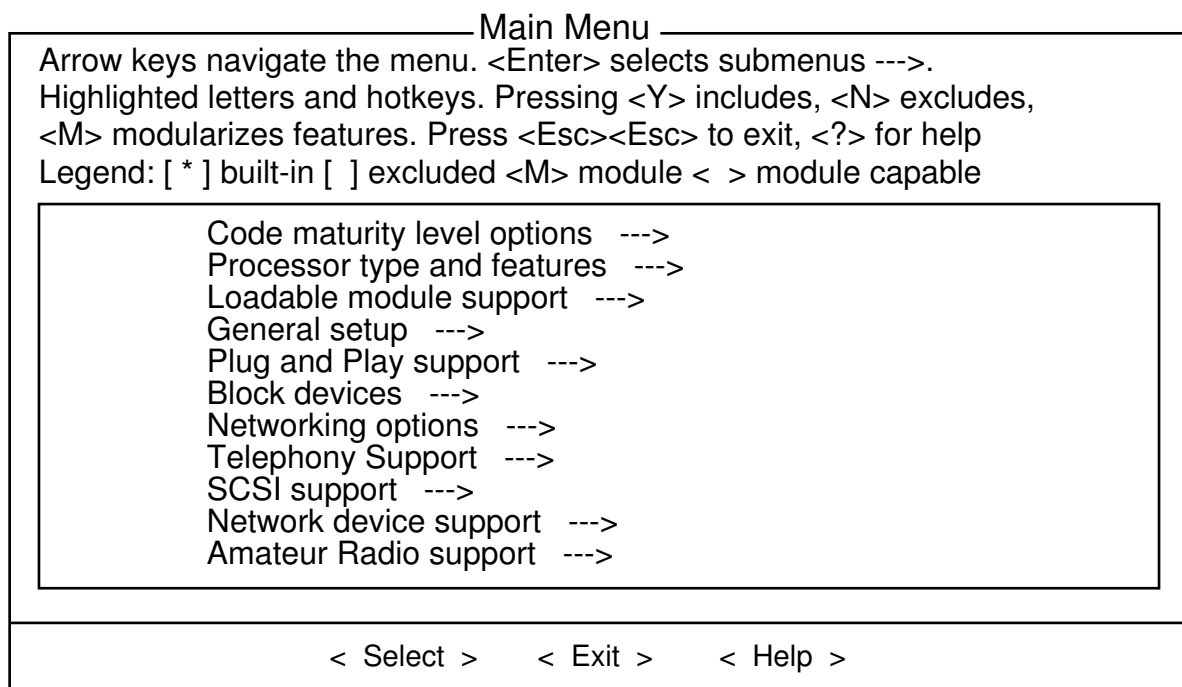 Main Menu
Arrow keys navigate the menu. <Enter> selects submenus --->.
Highlighted letters and hotkeys. Pressing <Y> includes, <N> excludes,
<M> modularizes features. Press <Esc><Esc> to exit, <?> for help
Legend: [ * ] built-in [  ] excluded <M> module <  > module capable
Code maturity level options   --->
Processor type and features   --->
Loadable module support   --->
General setup   --->
Plug and Play support   --->
Block devices   --->
Networking options   --->
Telephony Support   --->
SCSI support   --->
Network device support   --->
Amateur Radio support   --->
< Select >     < Exit >     < Help >